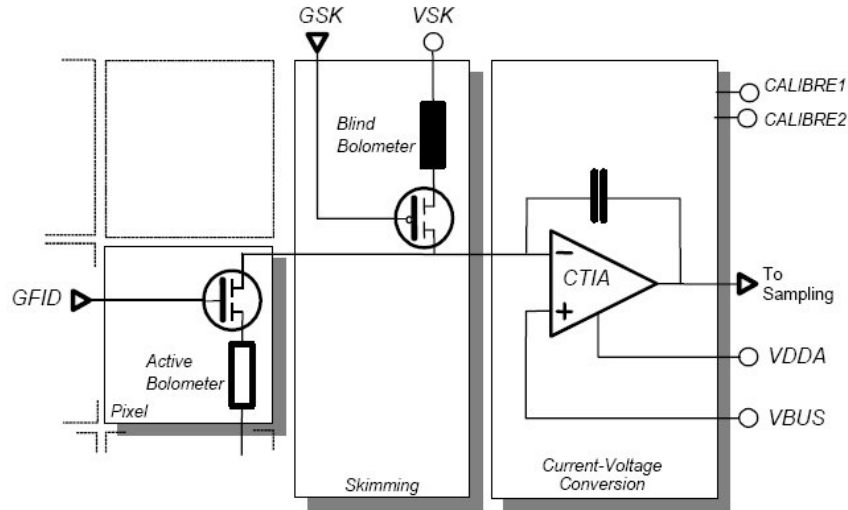 GSK
VSK
CALIBRE1
CALIBRE2
Blind
Bolometer
GFID
CTIA
To
Sampling
Active
Bolometer
VDDA
Pixel
VBUS
Skimming
Current-Voltage
Conversion